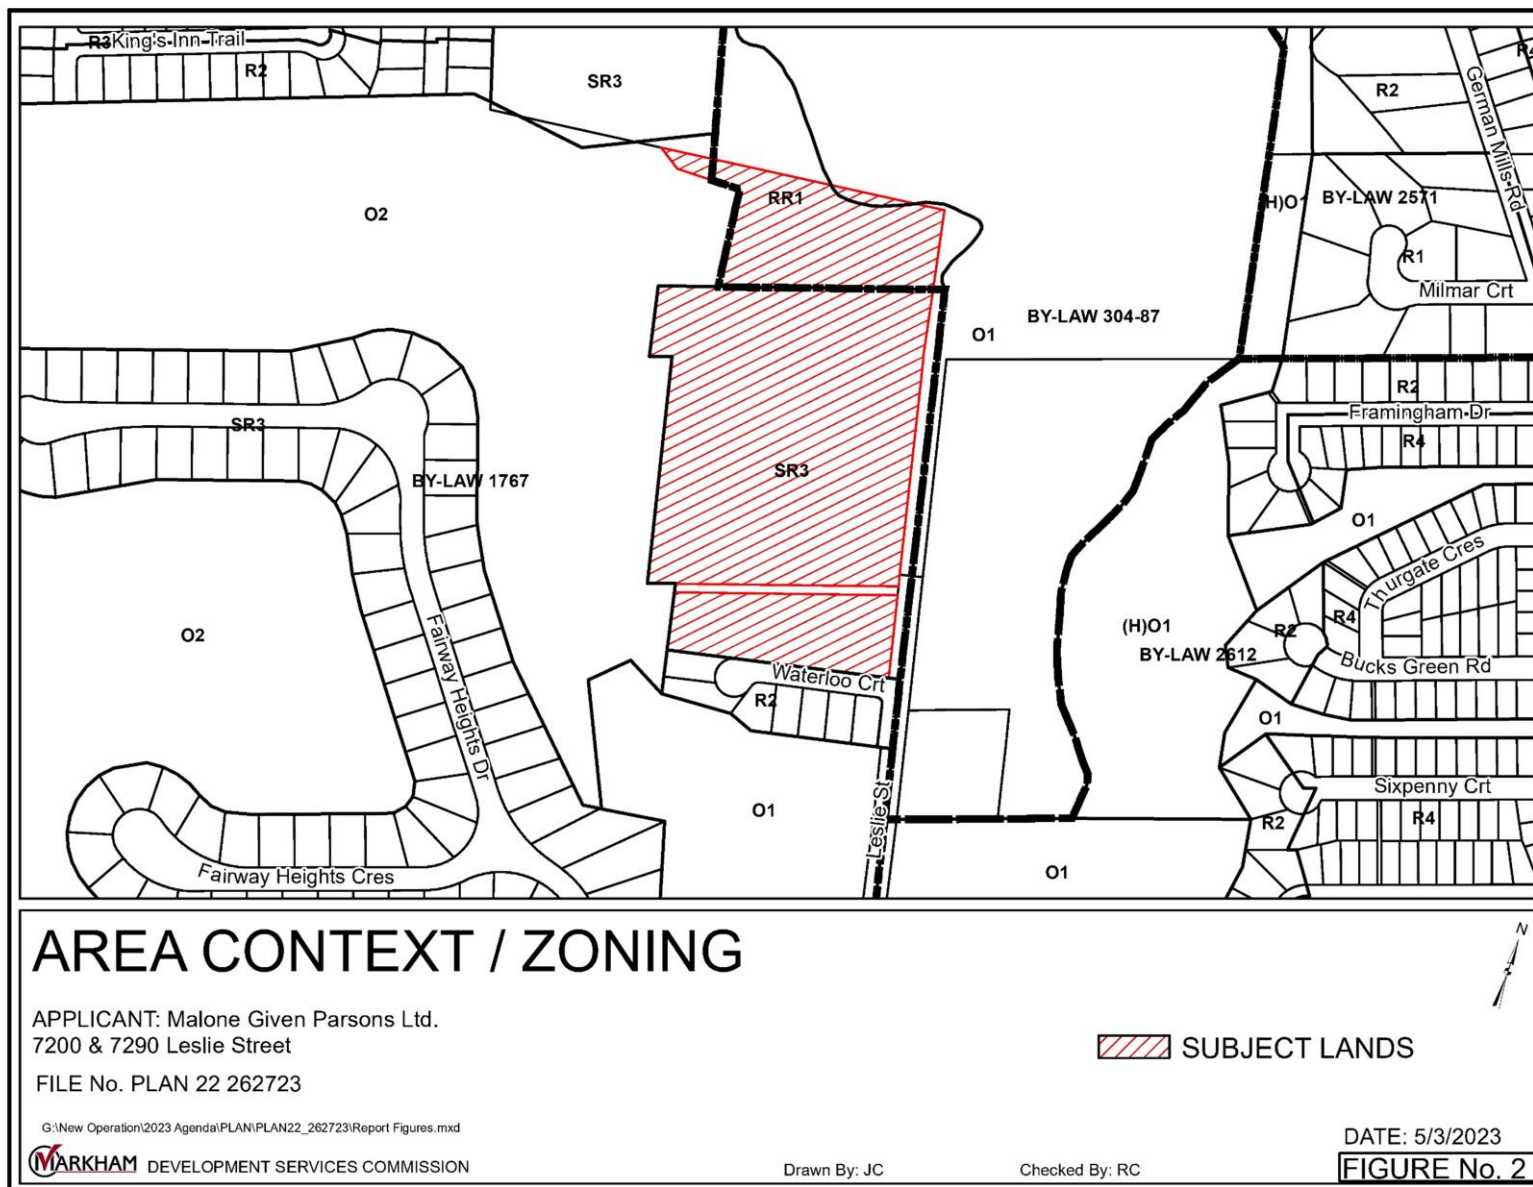 R3
King's Inn Trail
R2
SR3
German Mills Rd
R2
O2
RR1
(H)O1
BY-LAW 2571
R1
Milmar Crt
BY-LAW 304-87
O1
R2
Framingham Dr
R4
SR3
BY-LAW 1767
SR3
O1
Thurgate Cres
R4
R2
Bucks Green Rd
(H)O1
BY-LAW 2612
O2
Fairway Heights Dr
Waterloo Crt
R2
O1
Sixpenny Crt
R2
R4
O1
Leslie St
O1
Fairway Heights Cres
AREA CONTEXT / ZONING
N
APPLICANT: Malone Given Parsons Ltd.
7200 & 7290 Leslie Street
SUBJECT LANDS
FILE No. PLAN 22 262723
G:\New Operation\2023 Agenda\PLAN\PLAN22_262723\Report Figures.mxd
DATE: 5/3/2023
MARKHAM DEVELOPMENT SERVICES COMMISSION
Drawn By: JC
Checked By: RC
FIGURE No. 2